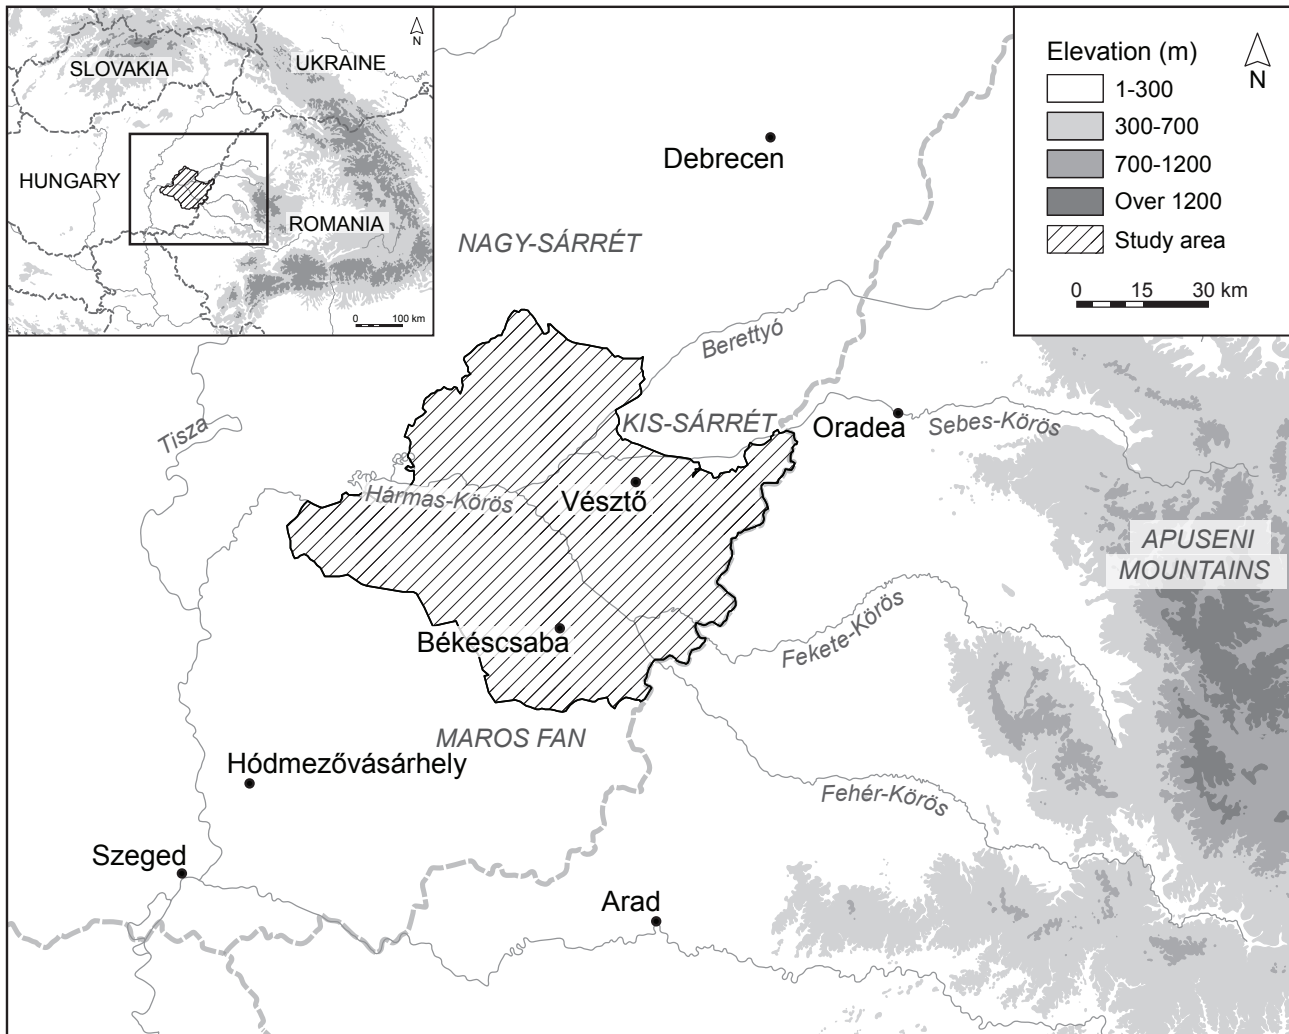 SLOVAKIA
UKRAINE
N
HUNGARY
ROMANIA
0 100 km
Elevation (m)
N
1-300
300-700
700-1200
Over 1200
Study area
0 15 30 km
Debrecen
NAGY-SÁRRÉT
Berettyó
Tisza
KIS-SÁRRÉT
Oradea
Sebes-Körös
Hármas-Körös
Vésztő
APUSENI
MOUNTAINS
Fekete-Körös
Békéscsaba
MAROS FAN
Hódmezővásárhely
Fehér-Körös
Szeged
Arad